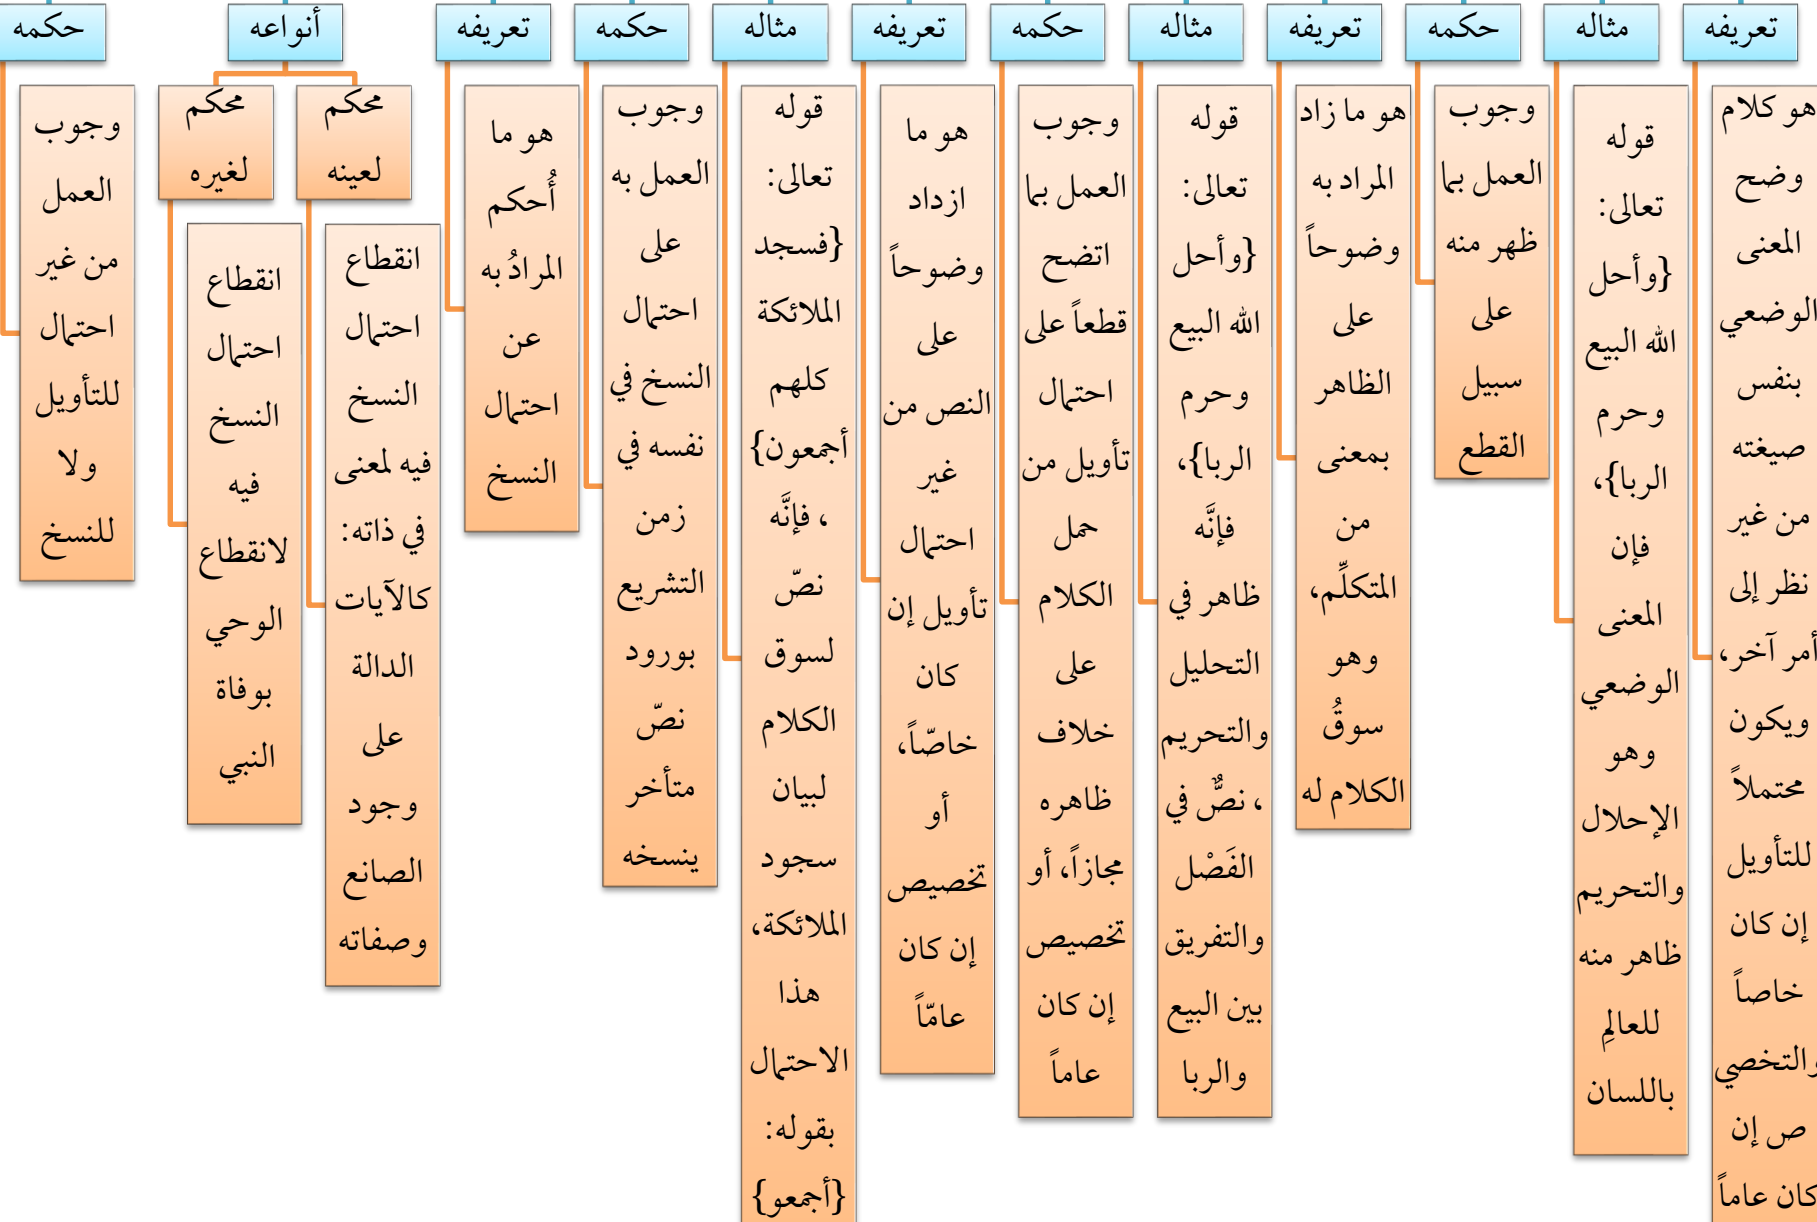 تعريفه
هو كلام
وضح
المعنى
الوضعي
بنفس
صيغته
من غير
نظر إلى
أمر آخر،
ويكون
محتملاً
للتأويل
إن كان
خاصاً
والتخصي
ص إن
كان عاماً
مثاله
قوله
تعالى:
{وأحل
الله البيع
وحرم
الربا}،
فإن
المعنى
الوضعي
وهو
الإحلال
والتحريم
ظاهر منه
للعالِم
باللسان
حكمه
وجوب
العمل بما
ظهر منه
على
سبيل
القطع
تعريفه
هو ما زاد
المراد به
وضوحاً
على
الظاهر
بمعنى
من
المتكلِّم،
وهو
سوقُ
الكلام له
مثاله
قوله
تعالى:
{وأحل
الله البيع
وحرم
الربا}،
فإنَّه
ظاهر في
التحليل
والتحريم
، نصٌّ في
الفَصْل
والتفريق
بين البيع
والربا
حكمه
وجوب
العمل بما
اتضح
قطعاً على
احتمال
تأويل من
حمل
الكلام
على
خلاف
ظاهره
مجازاً، أو
تخصيص
إن كان
عاماً
تعريفه
هو ما
ازداد
وضوحاً
على
النص من
غير
احتمال
تأويل إن
كان
خاصّاً،
أو
تخصيص
إن كان
عامّاً
مثاله
قوله
تعالى:
{فسجد
الملائكة
كلهم
أجمعون}
، فإنَّه
نصّ
لسوق
الكلام
لبيان
سجود
الملائكة،
هذا
الاحتمال
بقوله:
{أجمعو}
حكمه
وجوب
العمل به
على
احتمال
النسخ في
نفسه في
زمن
التشريع
بورود
نصّ
متأخر
ينسخه
تعريفه
هو ما
أُحكم
المرادُ به
عن
احتمال
النسخ
أنواعه
محكم
لعينه
انقطاع
احتمال
النسخ
فيه لمعنى
في ذاته:
كالآيات
الدالة
على
وجود
الصانع
وصفاته
محكم
لغيره
انقطاع
احتمال
النسخ
فيه
لانقطاع
الوحي
بوفاة
النبي
حكمه
وجوب
العمل
من غير
احتمال
للتأويل
ولا
للنسخ